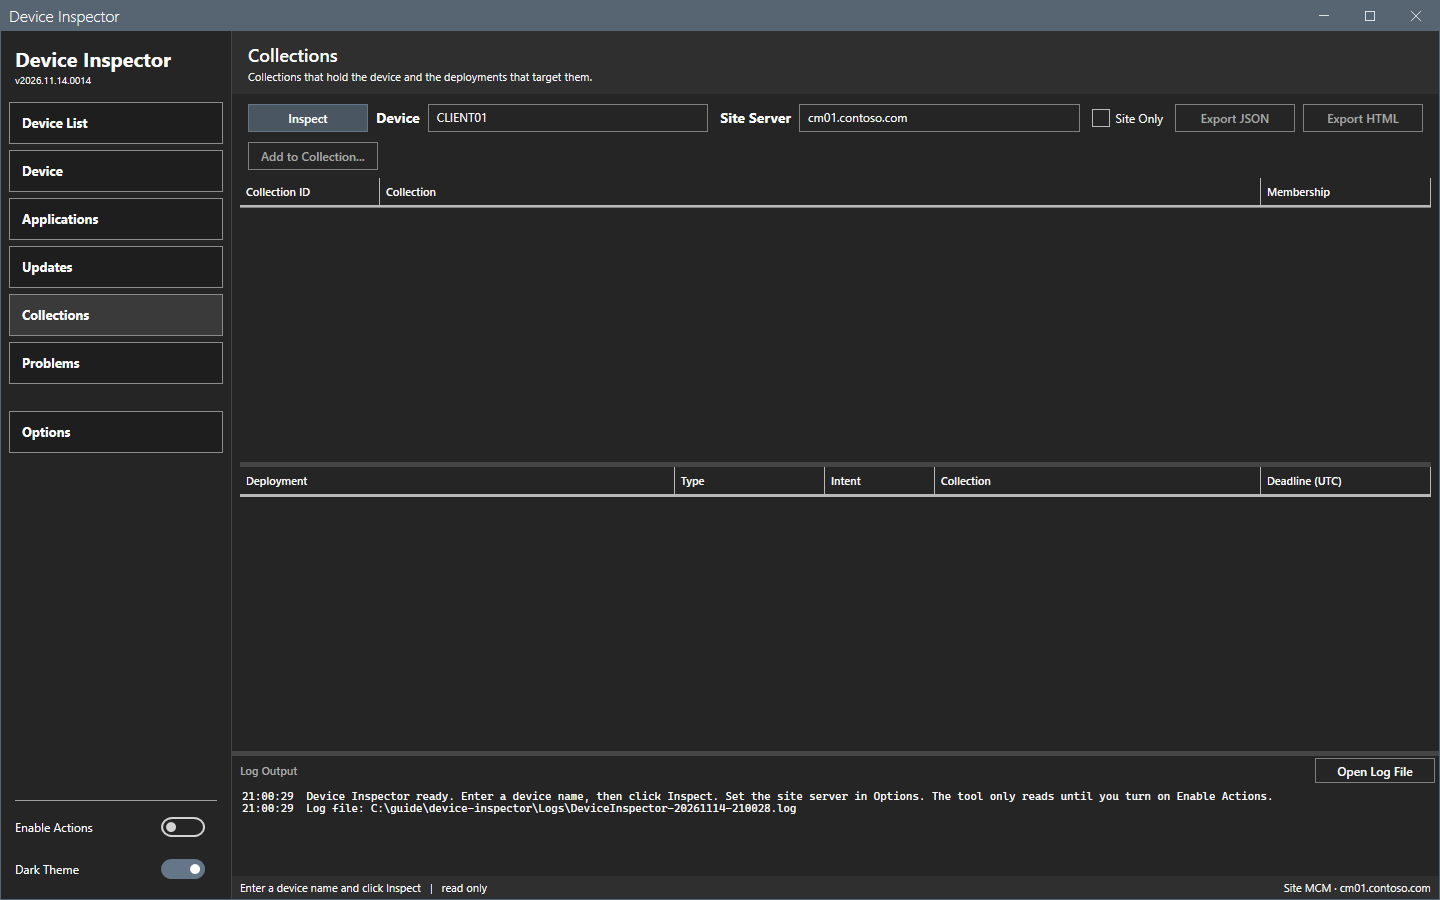 Device Inspector
Device Inspector
v2026.11.14.0014
Device List
Device
Applications
Updates
Collections
Problems
Options
Enable Actions
Dark Theme
Collections
Collections that hold the device and the deployments that target them.
Inspect Device CLIENT01 Site Server cm01.contoso.com Site Only Export JSON Export HTML
Add to Collection...
Collection ID Collection Membership
Deployment Type Intent Collection Deadline (UTC)
Log Output Open Log File
21:00:29 Device Inspector ready. Enter a device name, then click Inspect. Set the site server in Options. The tool only reads until you turn on Enable Actions.
21:00:29 Log file: C:\guide\device-inspector\Logs\DeviceInspector-20261114-210028.log
Enter a device name and click Inspect | read only Site MCM · cm01.contoso.com